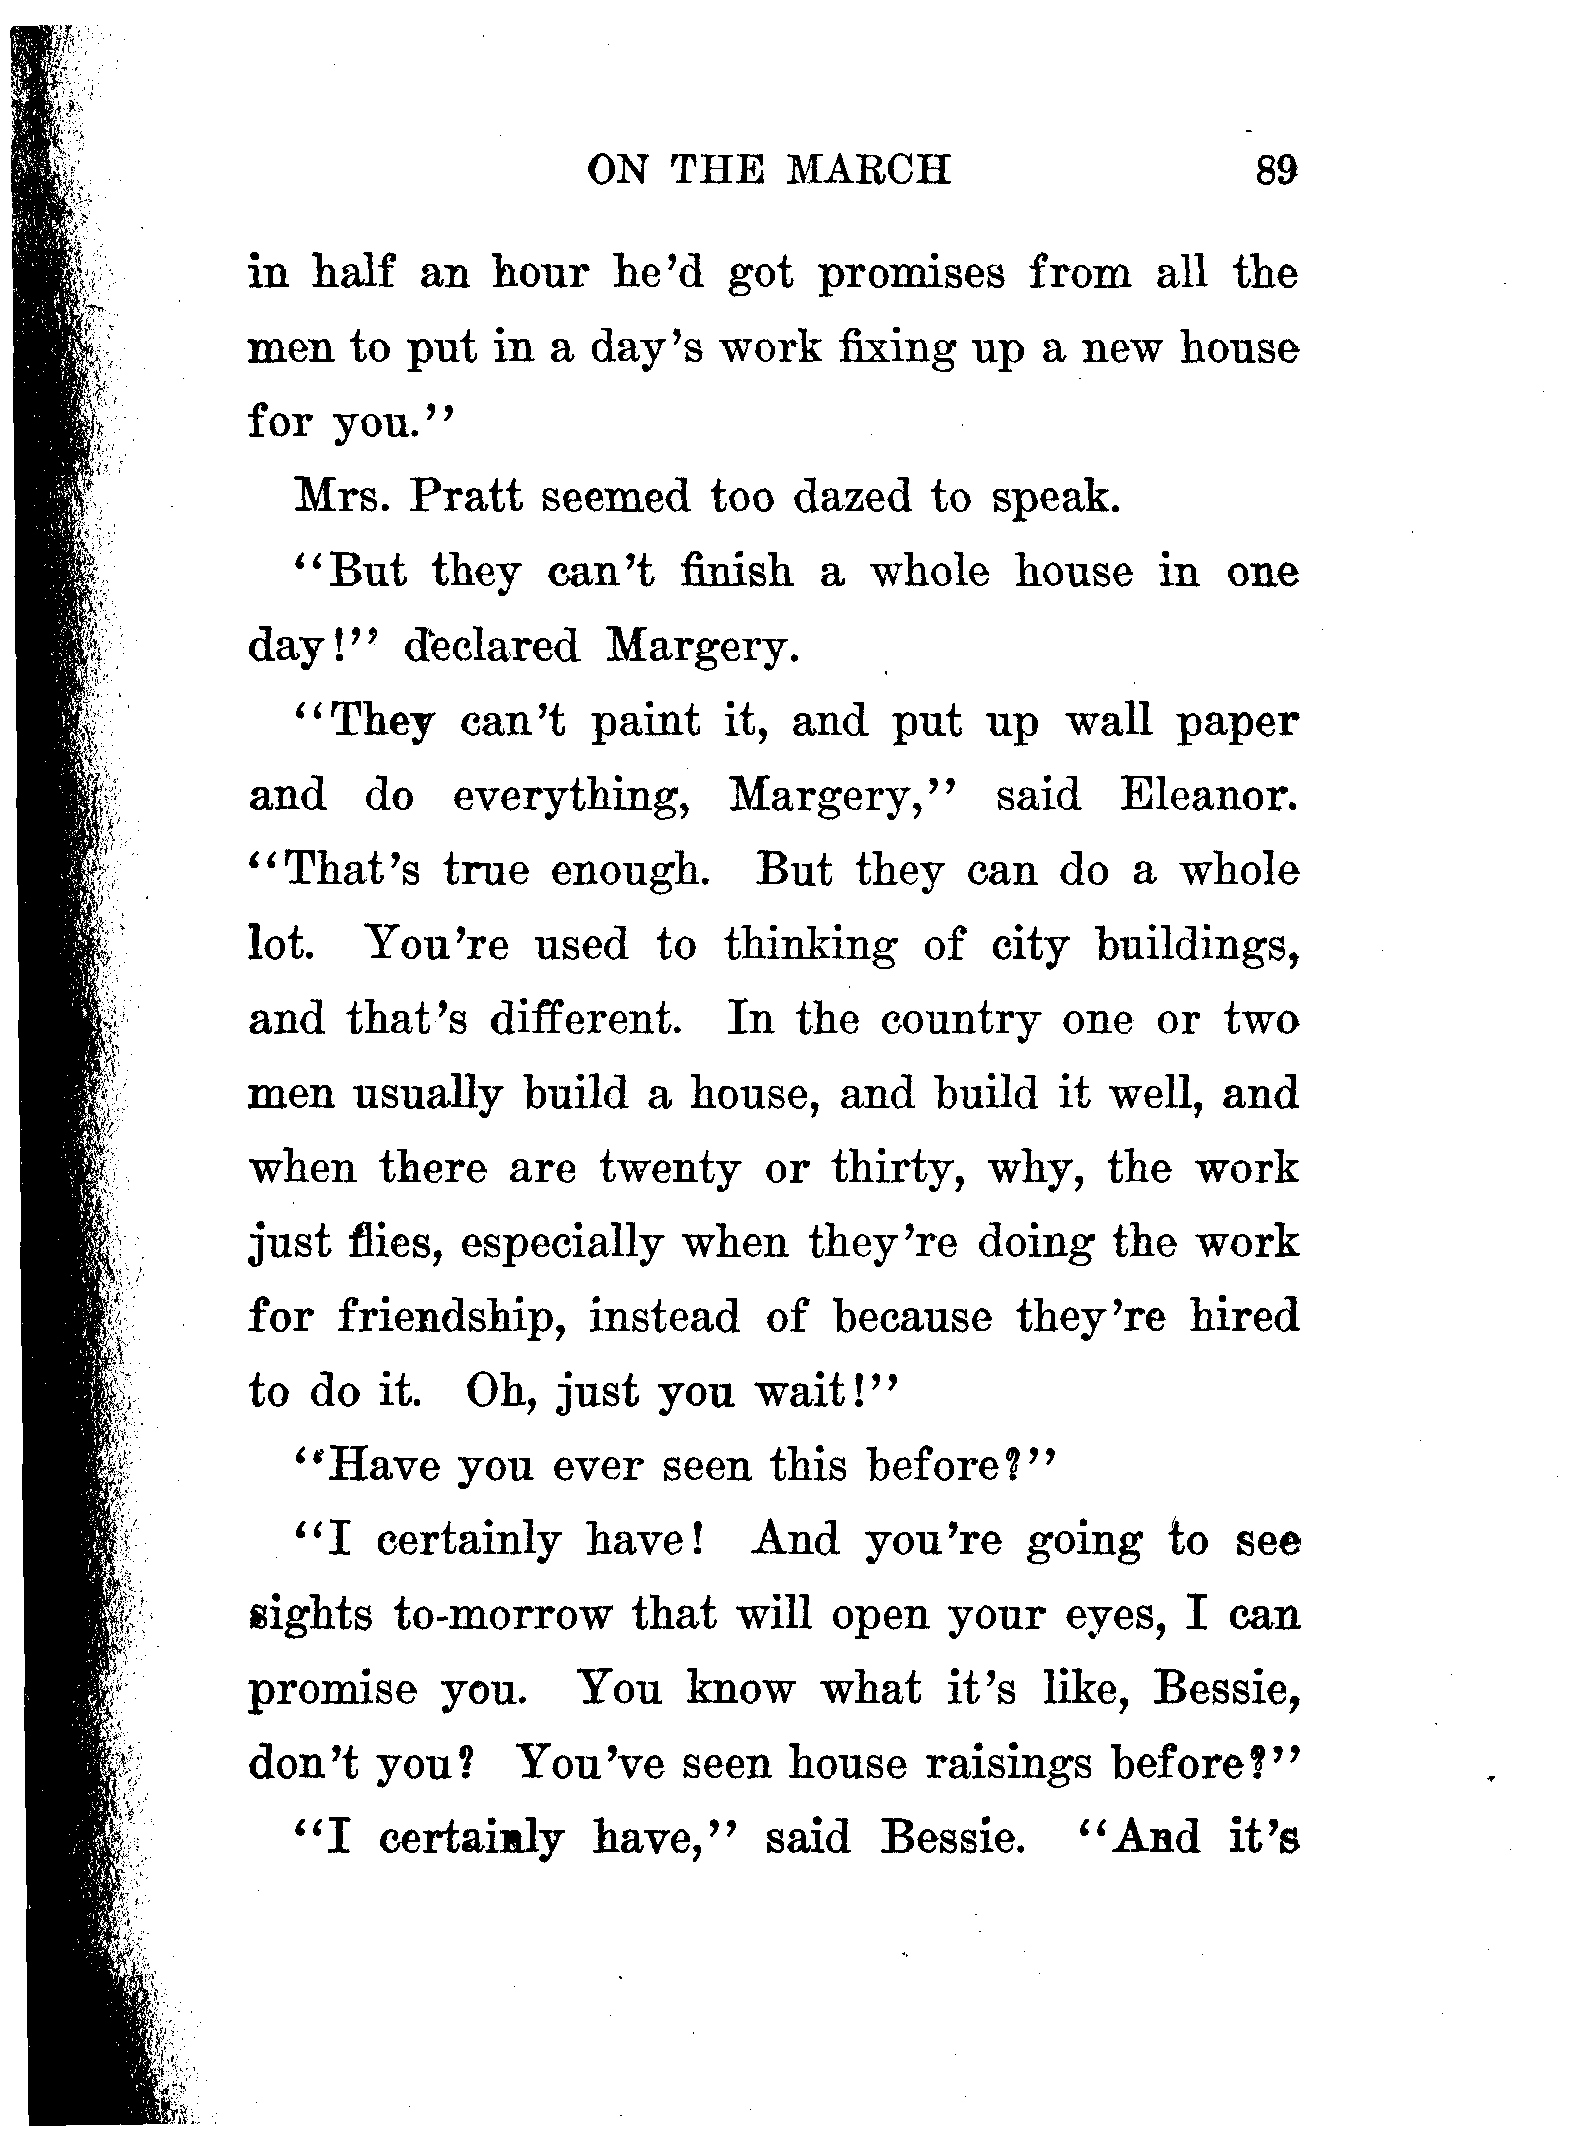 ON THE MARCH 89
in half an hour he'd got promises from all the
men to put in a day's work fixing up a new house
for you."
Mrs. Pratt seemed too dazed to speak.
"But they can't finish a whole house in one
day!" declared Margery.
"They can't paint it, and put up wall paper
and do everything, Margery," said Eleanor.
"That's true enough. But they can do a whole
lot. You're used to thinking of city buildings,
and that's different. In the country one or two
men usually build a house, and build it well, and
when there are twenty or thirty, why, the work
just flies, especially when they're doing the work
for friendship, instead of because they're hired
to do it. Oh, just you wait!"
"Have you ever seen this before?"
"I certainly have! And you're going to see
sights to-morrow that will open your eyes, I can
promise you. You know what it's like, Bessie,
don't you? You've seen house raisings before?"
"I certainly have," said Bessie. "And it's